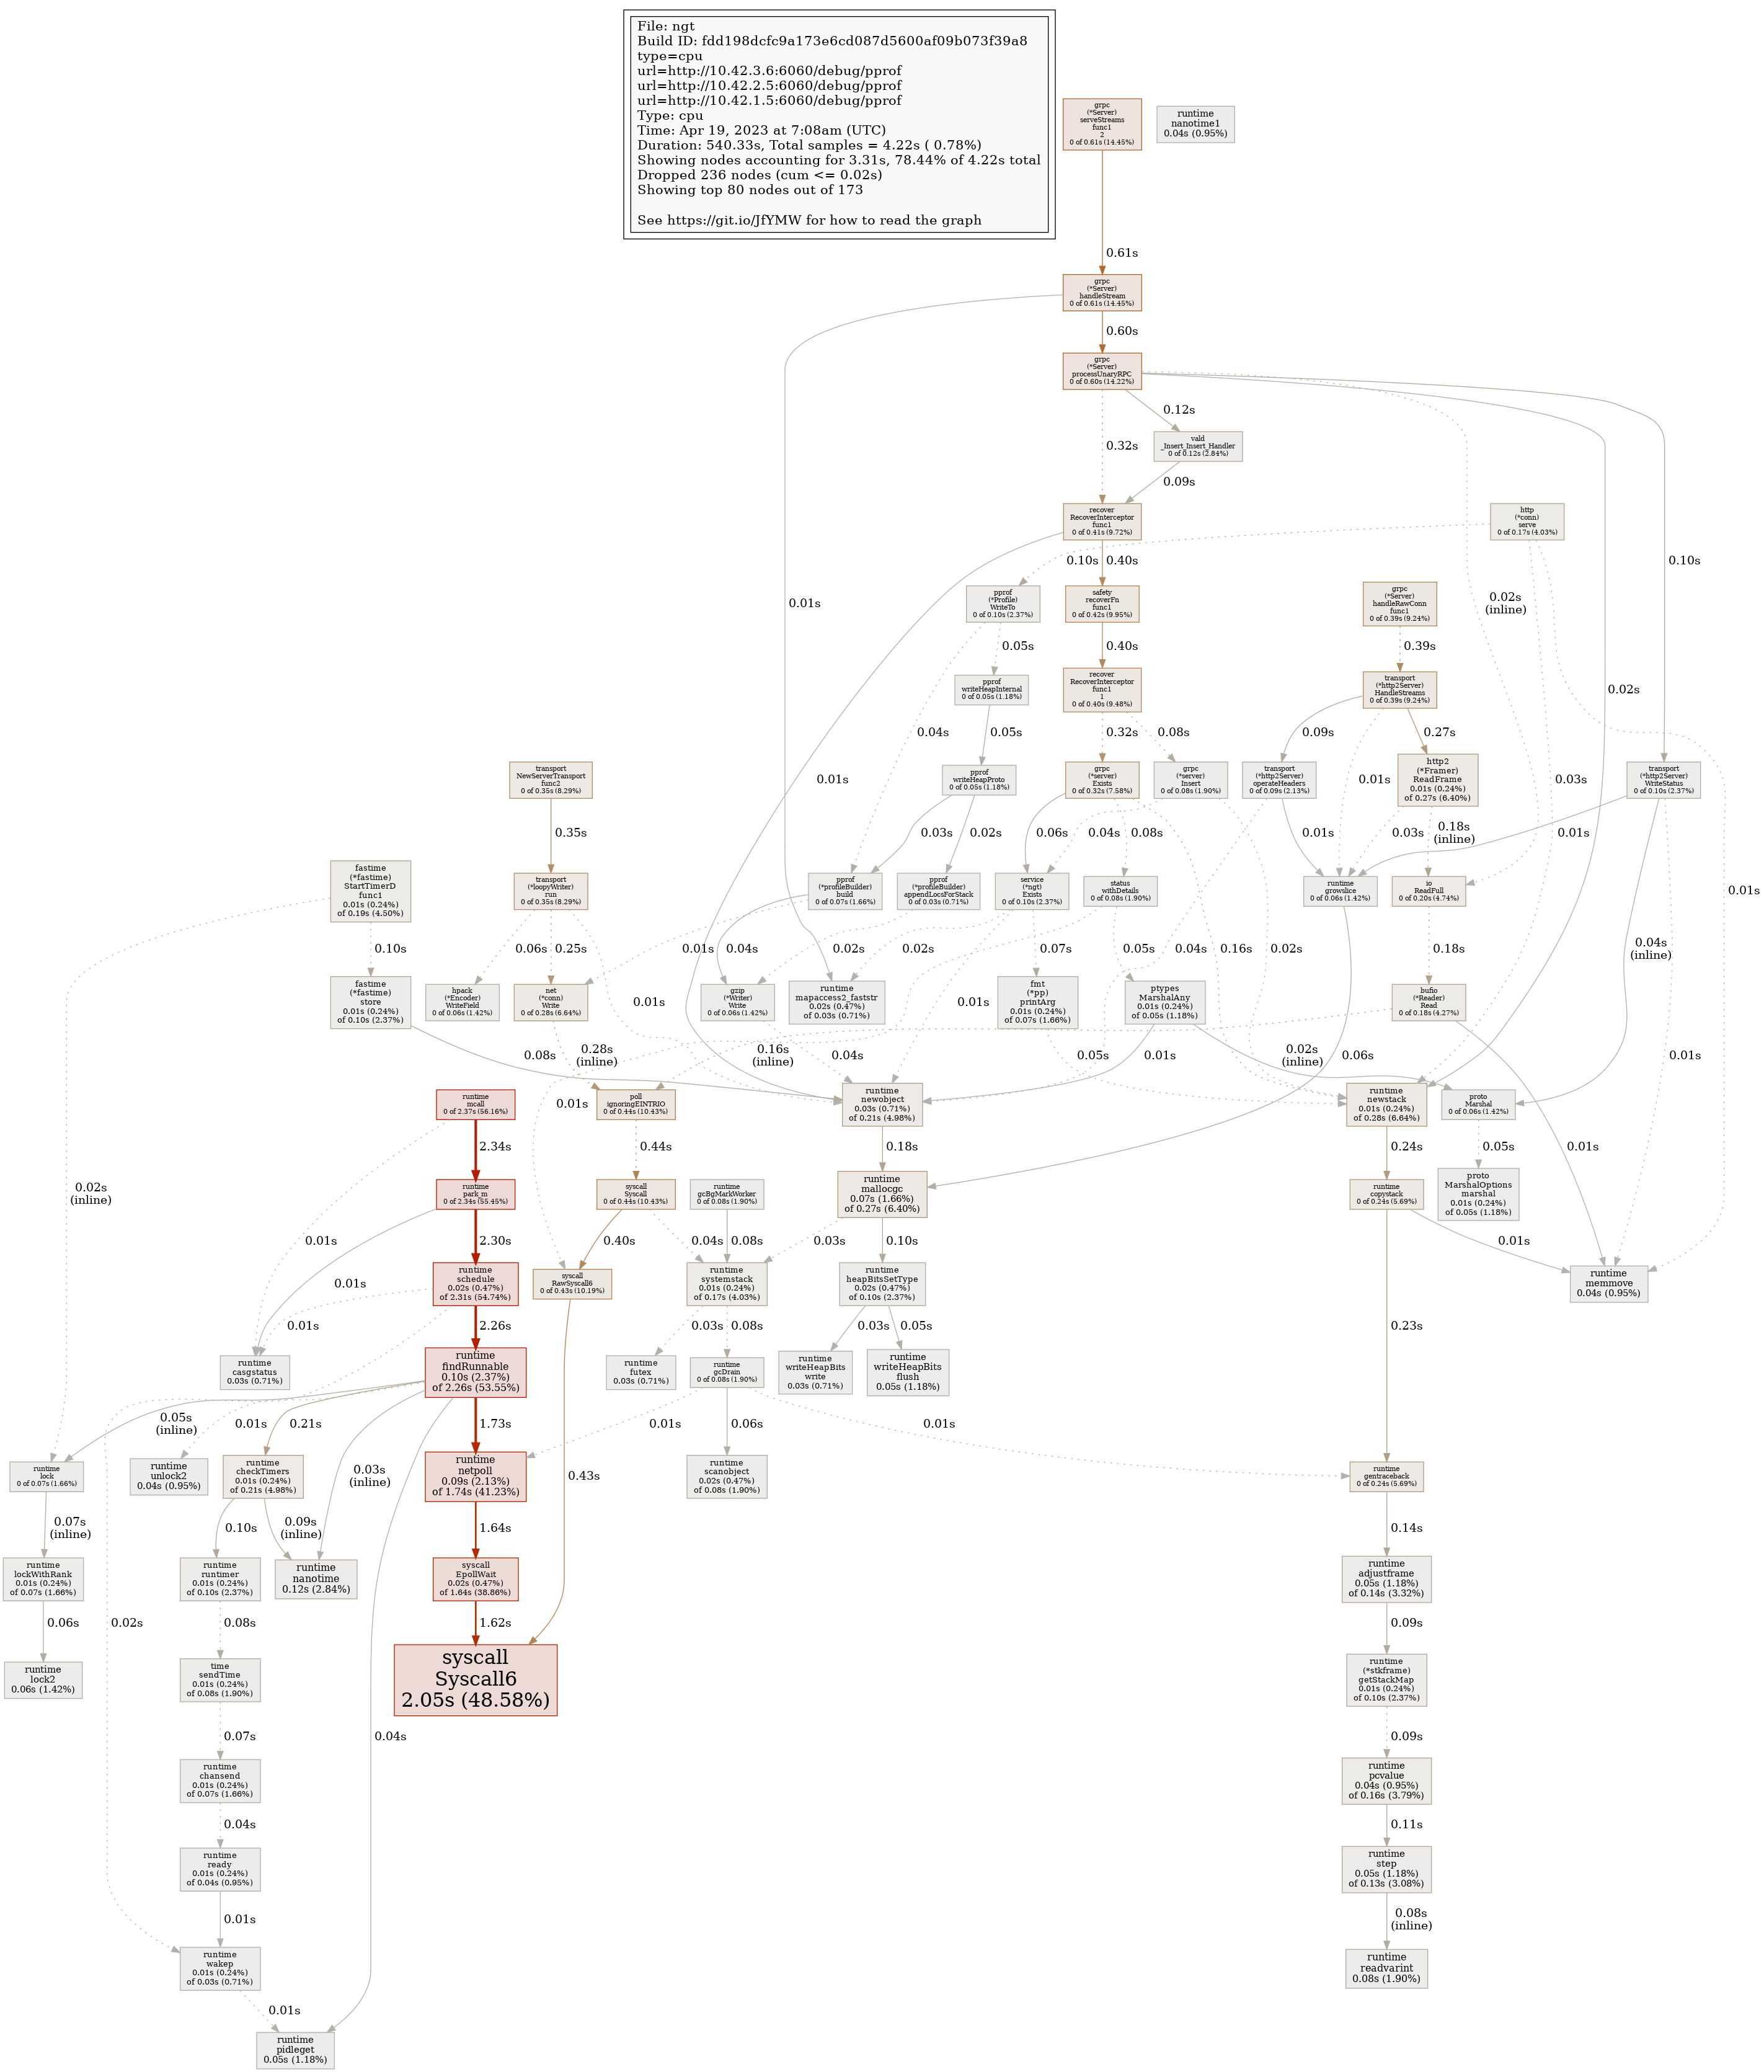 File: ngt
Build ID: fdd198dcfc9a173e6cd087d5600af09b073f39a8
type=cpu
url=http://10.42.3.6:6060/debug/pprof
url=http://10.42.2.5:6060/debug/pprof
url=http://10.42.1.5:6060/debug/pprof
Type: cpu
Time: Apr 19, 2023 at 7:08am (UTC)
Duration: 540.33s, Total samples = 4.22s ( 0.78%)
Showing nodes accounting for 3.31s, 78.44% of 4.22s total
Dropped 236 nodes (cum <= 0.02s)
Showing top 80 nodes out of 173
See https://git.io/JfYMW for how to read the graph
grpc
(*Server)
serveStreams
func1
2
0 of 0.61s (14.45%)
runtime
nanotime1
0.04s (0.95%)
0.61s
grpc
(*Server)
handleStream
0 of 0.61s (14.45%)
0.60s
grpc
(*Server)
processUnaryRPC
0 of 0.60s (14.22%)
0.12s
0.32s
vald
_Insert_Insert_Handler
0 of 0.12s (2.84%)
0.09s
recover
RecoverInterceptor
func1
0 of 0.41s (9.72%)
http
(*conn)
serve
0 of 0.17s (4.03%)
0.10s
0.40s
0.10s
0.01s
0.02s
(inline)
pprof
(*Profile)
WriteTo
0 of 0.10s (2.37%)
safety
recoverFn
func1
0 of 0.42s (9.95%)
grpc
(*Server)
handleRawConn
func1
0 of 0.39s (9.24%)
0.05s
0.40s
0.39s
pprof
writeHeapInternal
0 of 0.05s (1.18%)
recover
RecoverInterceptor
func1
1
0 of 0.40s (9.48%)
transport
(*http2Server)
HandleStreams
0 of 0.39s (9.24%)
0.02s
0.04s
0.05s
0.32s
0.08s
0.09s
0.27s
transport
NewServerTransport
func2
0 of 0.35s (8.29%)
pprof
writeHeapProto
0 of 0.05s (1.18%)
grpc
(*server)
Exists
0 of 0.32s (7.58%)
grpc
(*server)
Insert
0 of 0.08s (1.90%)
transport
(*http2Server)
operateHeaders
0 of 0.09s (2.13%)
http2
(*Framer)
ReadFrame
0.01s (0.24%)
of 0.27s (6.40%)
transport
(*http2Server)
WriteStatus
0 of 0.10s (2.37%)
0.01s
0.01s
0.03s
0.35s
0.03s
0.02s
0.06s
0.04s
0.08s
0.01s
0.03s
0.18s
(inline)
0.01s
fastime
(*fastime)
StartTimerD
func1
0.01s (0.24%)
of 0.19s (4.50%)
transport
(*loopyWriter)
run
0 of 0.35s (8.29%)
pprof
(*profileBuilder)
build
0 of 0.07s (1.66%)
pprof
(*profileBuilder)
appendLocsForStack
0 of 0.03s (0.71%)
service
(*ngt)
Exists
0 of 0.10s (2.37%)
status
withDetails
0 of 0.08s (1.90%)
runtime
growslice
0 of 0.06s (1.42%)
io
ReadFull
0 of 0.20s (4.74%)
0.01s
0.10s
0.06s
0.25s
0.01s
0.04s
0.02s
0.02s
0.07s
0.05s
0.04s
0.16s
0.02s
0.18s
0.04s
(inline)
fastime
(*fastime)
store
0.01s (0.24%)
of 0.10s (2.37%)
hpack
(*Encoder)
WriteField
0 of 0.06s (1.42%)
net
(*conn)
Write
0 of 0.28s (6.64%)
0.01s
gzip
(*Writer)
Write
0 of 0.06s (1.42%)
runtime
mapaccess2_faststr
0.02s (0.47%)
of 0.03s (0.71%)
0.01s
fmt
(*pp)
printArg
0.01s (0.24%)
of 0.07s (1.66%)
ptypes
MarshalAny
0.01s (0.24%)
of 0.05s (1.18%)
bufio
(*Reader)
Read
0 of 0.18s (4.27%)
0.08s
0.28s
(inline)
0.16s
(inline)
0.04s
0.05s
0.01s
0.02s
(inline)
0.06s
0.01s
runtime
mcall
0 of 2.37s (56.16%)
0.01s
poll
ignoringEINTRIO
0 of 0.44s (10.43%)
runtime
newobject
0.03s (0.71%)
of 0.21s (4.98%)
runtime
newstack
0.01s (0.24%)
of 0.28s (6.64%)
proto
Marshal
0 of 0.06s (1.42%)
2.34s
0.44s
0.18s
0.24s
0.05s
0.01s
0.02s
(inline)
runtime
park_m
0 of 2.34s (55.45%)
syscall
Syscall
0 of 0.44s (10.43%)
runtime
gcBgMarkWorker
0 of 0.08s (1.90%)
runtime
mallocgc
0.07s (1.66%)
of 0.27s (6.40%)
runtime
copystack
0 of 0.24s (5.69%)
proto
MarshalOptions
marshal
0.01s (0.24%)
of 0.05s (1.18%)
0.01s
2.30s
0.40s
0.04s
0.08s
0.03s
0.10s
0.01s
0.01s
runtime
schedule
0.02s (0.47%)
of 2.31s (54.74%)
syscall
RawSyscall6
0 of 0.43s (10.19%)
runtime
systemstack
0.01s (0.24%)
of 0.17s (4.03%)
runtime
heapBitsSetType
0.02s (0.47%)
of 0.10s (2.37%)
runtime
memmove
0.04s (0.95%)
0.01s
2.26s
0.03s
0.08s
0.03s
0.05s
0.23s
runtime
casgstatus
0.03s (0.71%)
runtime
findRunnable
0.10s (2.37%)
of 2.26s (53.55%)
runtime
futex
0.03s (0.71%)
runtime
gcDrain
0 of 0.08s (1.90%)
runtime
writeHeapBits
write
0.03s (0.71%)
runtime
writeHeapBits
flush
0.05s (1.18%)
0.05s
(inline)
0.01s
0.21s
1.73s
0.01s
0.06s
0.01s
runtime
lock
0 of 0.07s (1.66%)
runtime
unlock2
0.04s (0.95%)
runtime
checkTimers
0.01s (0.24%)
of 0.21s (4.98%)
0.03s
(inline)
runtime
netpoll
0.09s (2.13%)
of 1.74s (41.23%)
0.43s
runtime
scanobject
0.02s (0.47%)
of 0.08s (1.90%)
runtime
gentraceback
0 of 0.24s (5.69%)
0.07s
(inline)
0.10s
0.09s
(inline)
1.64s
0.14s
runtime
lockWithRank
0.01s (0.24%)
of 0.07s (1.66%)
runtime
runtimer
0.01s (0.24%)
of 0.10s (2.37%)
runtime
nanotime
0.12s (2.84%)
syscall
EpollWait
0.02s (0.47%)
of 1.64s (38.86%)
runtime
adjustframe
0.05s (1.18%)
of 0.14s (3.32%)
0.06s
0.02s
0.08s
1.62s
0.09s
runtime
lock2
0.06s (1.42%)
time
sendTime
0.01s (0.24%)
of 0.08s (1.90%)
syscall
Syscall6
2.05s (48.58%)
runtime
(*stkframe)
getStackMap
0.01s (0.24%)
of 0.10s (2.37%)
0.07s
0.04s
0.09s
runtime
chansend
0.01s (0.24%)
of 0.07s (1.66%)
runtime
pcvalue
0.04s (0.95%)
of 0.16s (3.79%)
0.04s
0.11s
runtime
ready
0.01s (0.24%)
of 0.04s (0.95%)
runtime
step
0.05s (1.18%)
of 0.13s (3.08%)
0.01s
0.08s
(inline)
runtime
wakep
0.01s (0.24%)
of 0.03s (0.71%)
runtime
readvarint
0.08s (1.90%)
0.01s
runtime
pidleget
0.05s (1.18%)